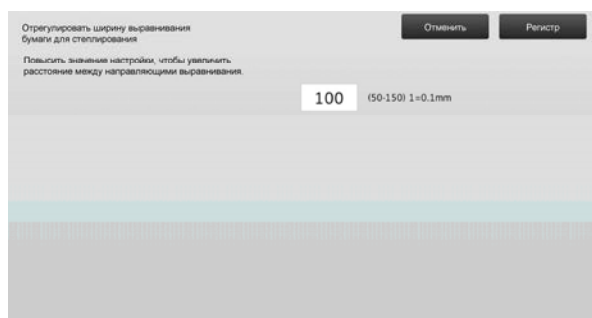 Отрегулировать ширину выравнивания
бумаги для степлирования
Отменить
Регистр
Повысить значение настройки, чтобы увеличить
расстояние между направляющими выравнивания.
100 (50-150) 1=0.1mm